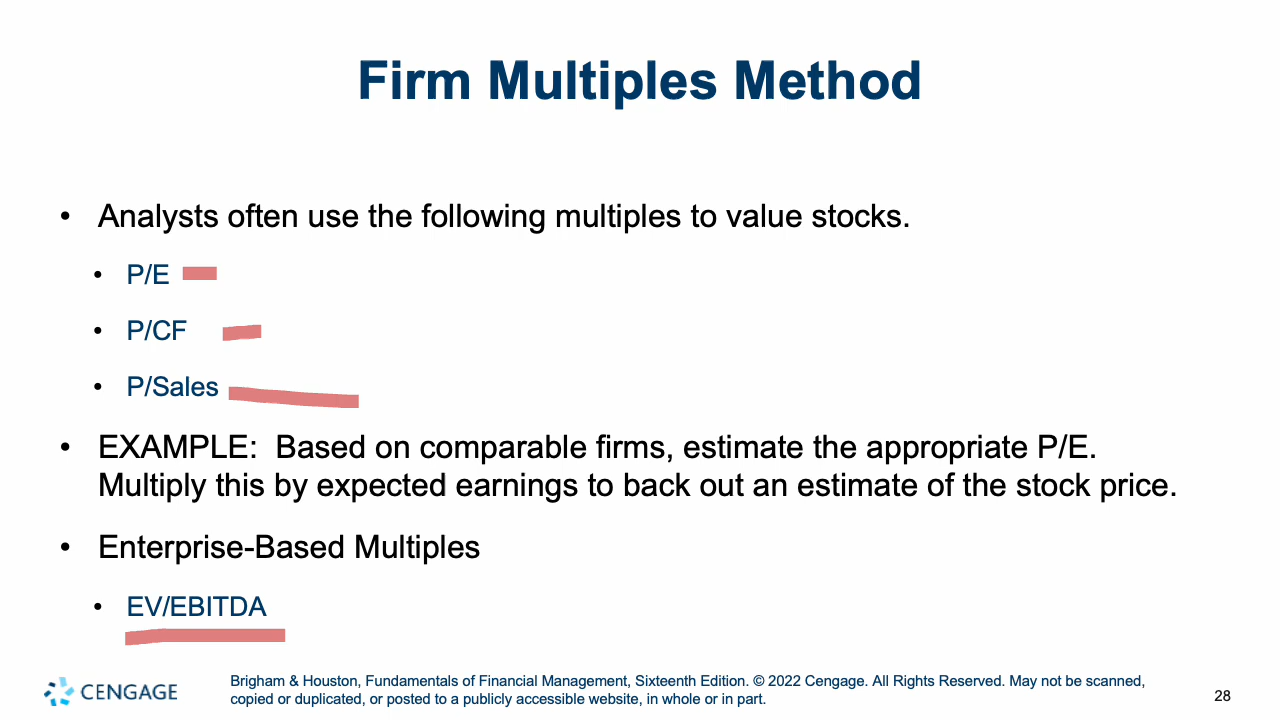 Firm Multiples Method
• Analysts often use the following multiples to value stocks.
• P/E
• P/CF
• P/Sales
• EXAMPLE: Based on comparable firms, estimate the appropriate P/E.
Multiply this by expected earnings to back out an estimate of the stock price.
• Enterprise-Based Multiples
• EV/EBITDA
CENGAGE
Brigham & Houston, Fundamentals of Financial Management, Sixteenth Edition. © 2022 Cengage. All Rights Reserved. May not be scanned,
copied or duplicated, or posted to a publicly accessible website, in whole or in part.
28